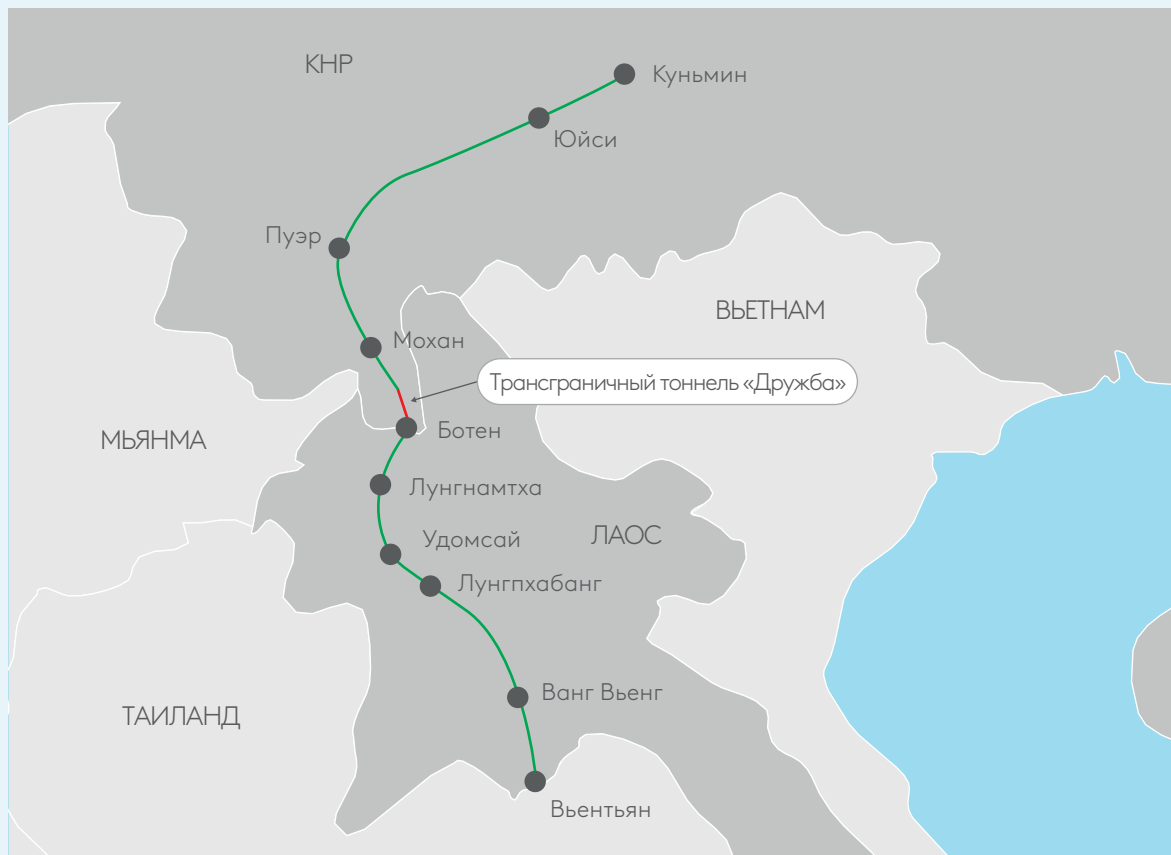 КНР
Куньмин
Юйси
Пуэр
ВЬЕТНАМ
Мохан
Трансграничный тоннель «Дружба»
МЬЯНМА
Ботен
Лунгнамтха
Удомсай
ЛАОС
Лунгпхабанг
Ванг Вьенг
ТАИЛАНД
Вьентьян